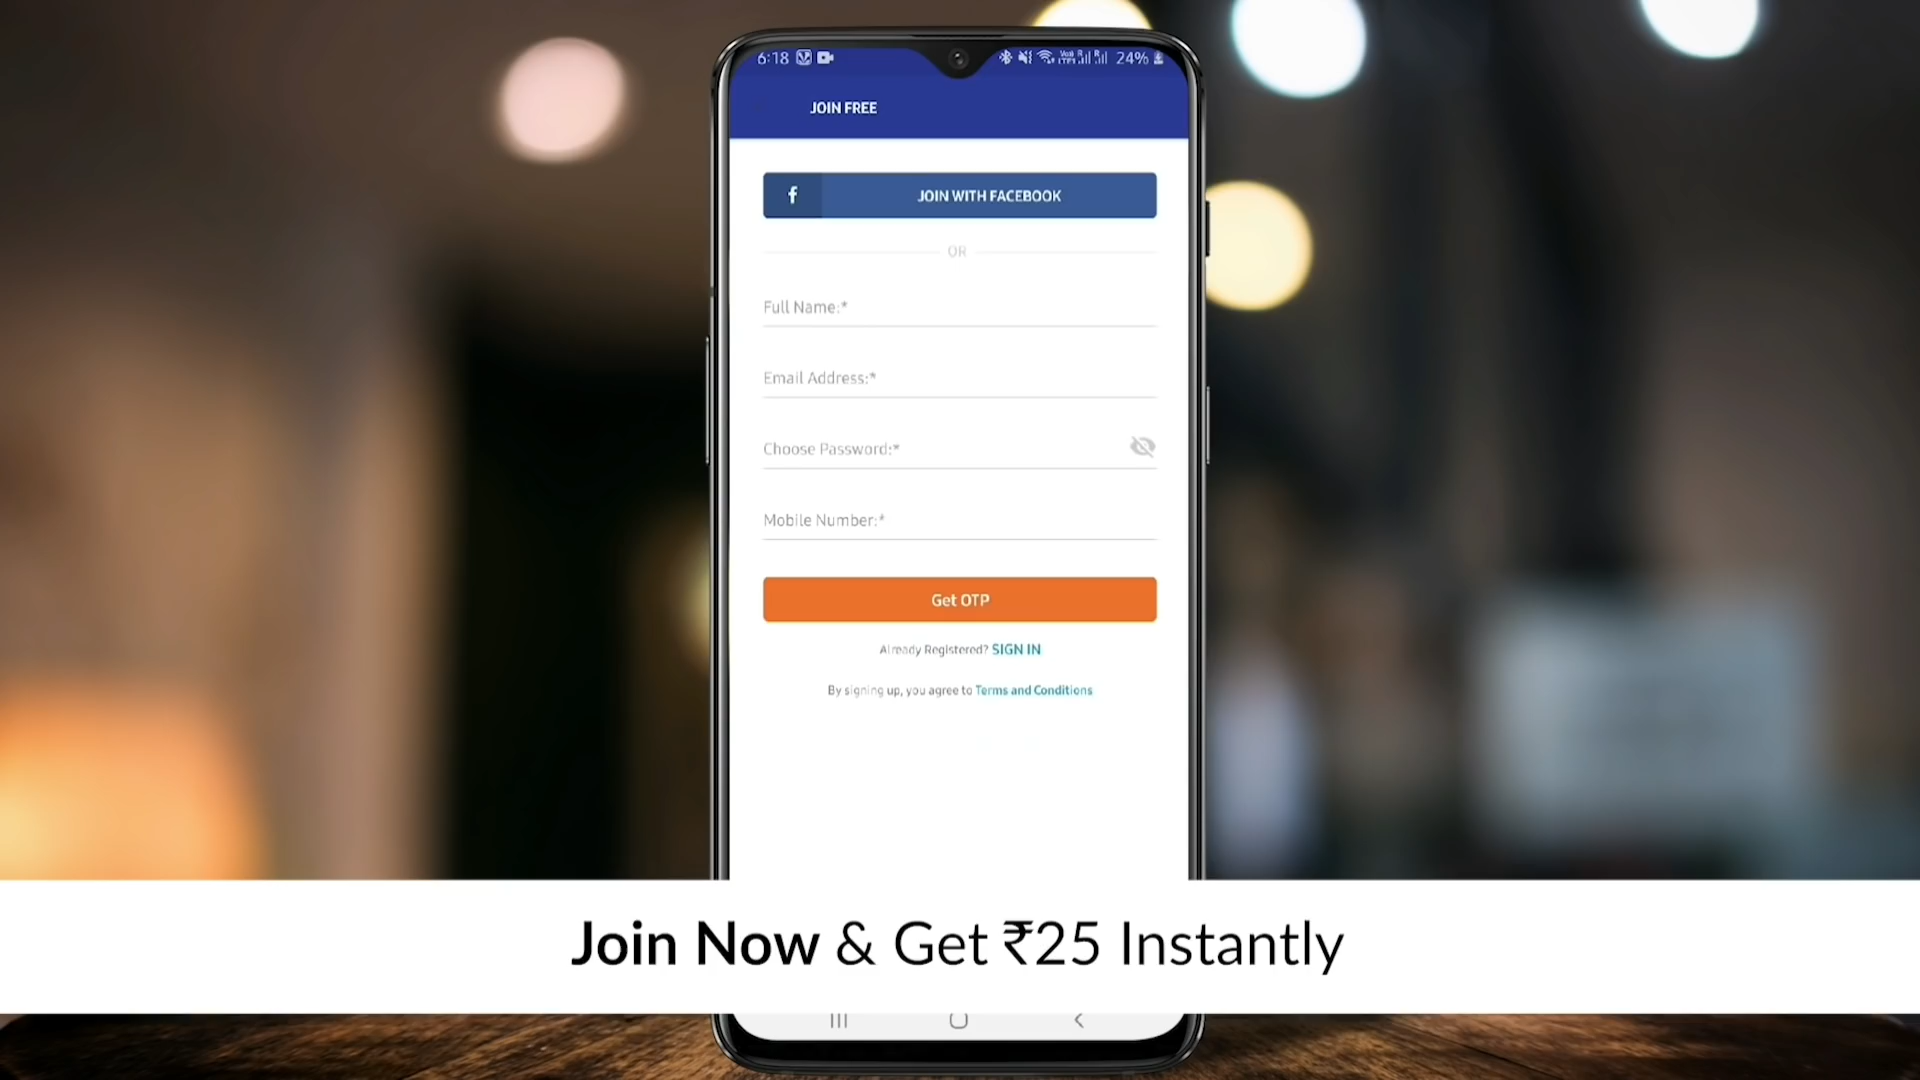 6:18 24%
JOIN FREE
f JOIN WITH FACEBOOK
OR
Full Name:*
Email Address:*
Choose Password:*
Mobile Number:*
Get OTP
Already Registered? SIGN IN
By signing up, you agree to Terms and Conditions
Join Now & Get ₹25 Instantly